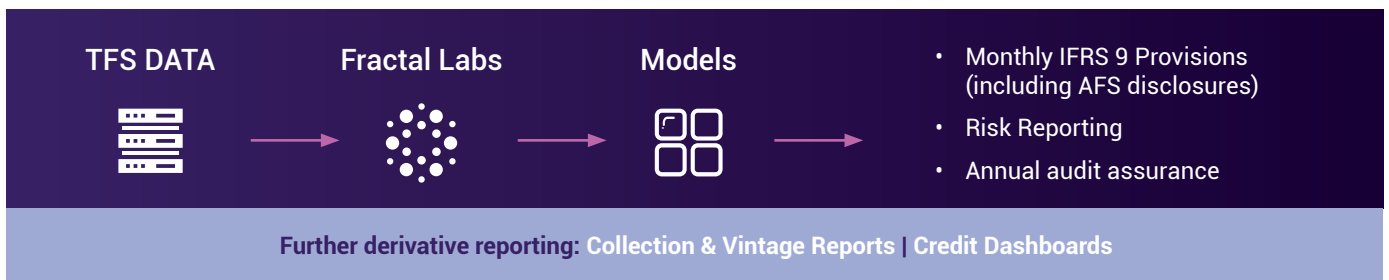 TFS DATA
Fractal Labs
Models
• Monthly IFRS 9 Provisions
(including AFS disclosures)
• Risk Reporting
• Annual audit assurance
Further derivative reporting: Collection & Vintage Reports | Credit Dashboards